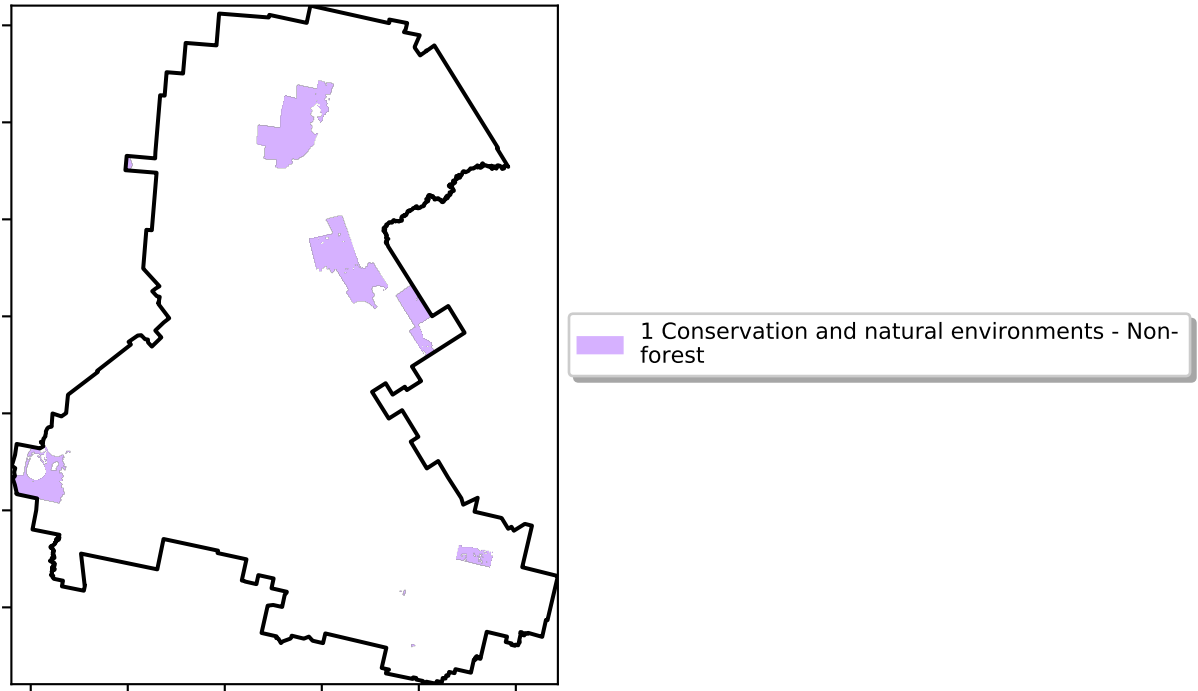 1 Conservation and natural environments - Non-
forest